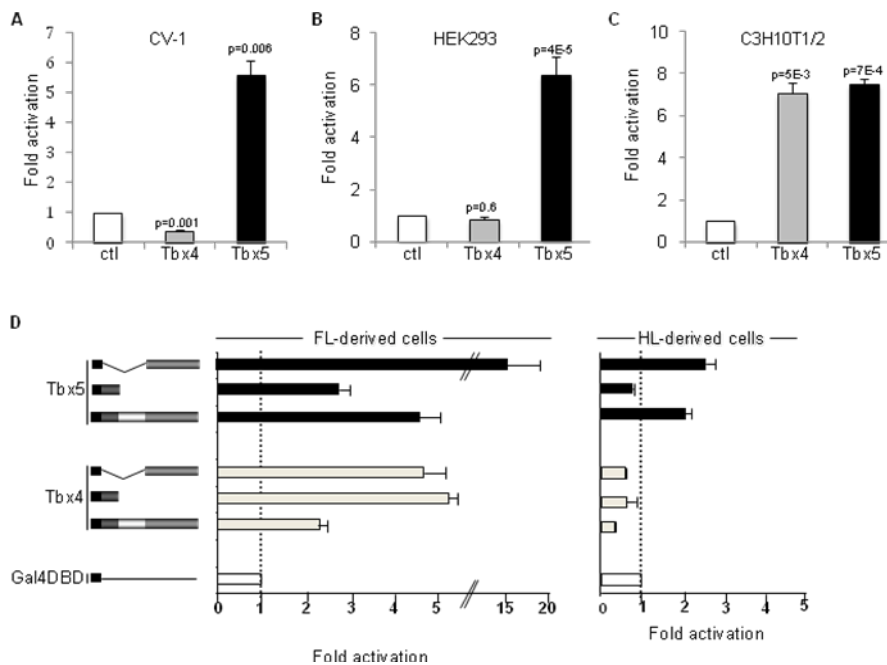 A
CV-1
Fold activation
7
6
5
4
3
2
1
0
p=0.001
p=0.006
ctl
Tbx4
Tbx5
B
HEK293
Fold activation
8
6
4
2
0
p=0.6
p=4E-5
ctl
Tbx4
Tbx5
C
C3H10T1/2
Fold activation
10
8
6
4
2
0
p=5E-3
p=7E-4
ctl
Tbx4
Tbx5
D
FL-derived cells
HL-derived cells
Tbx5
Tbx4
Gal4DBD
0 1 2 3 4 5 15 20
Fold activation
0 1 2 3 4 5
Fold activation